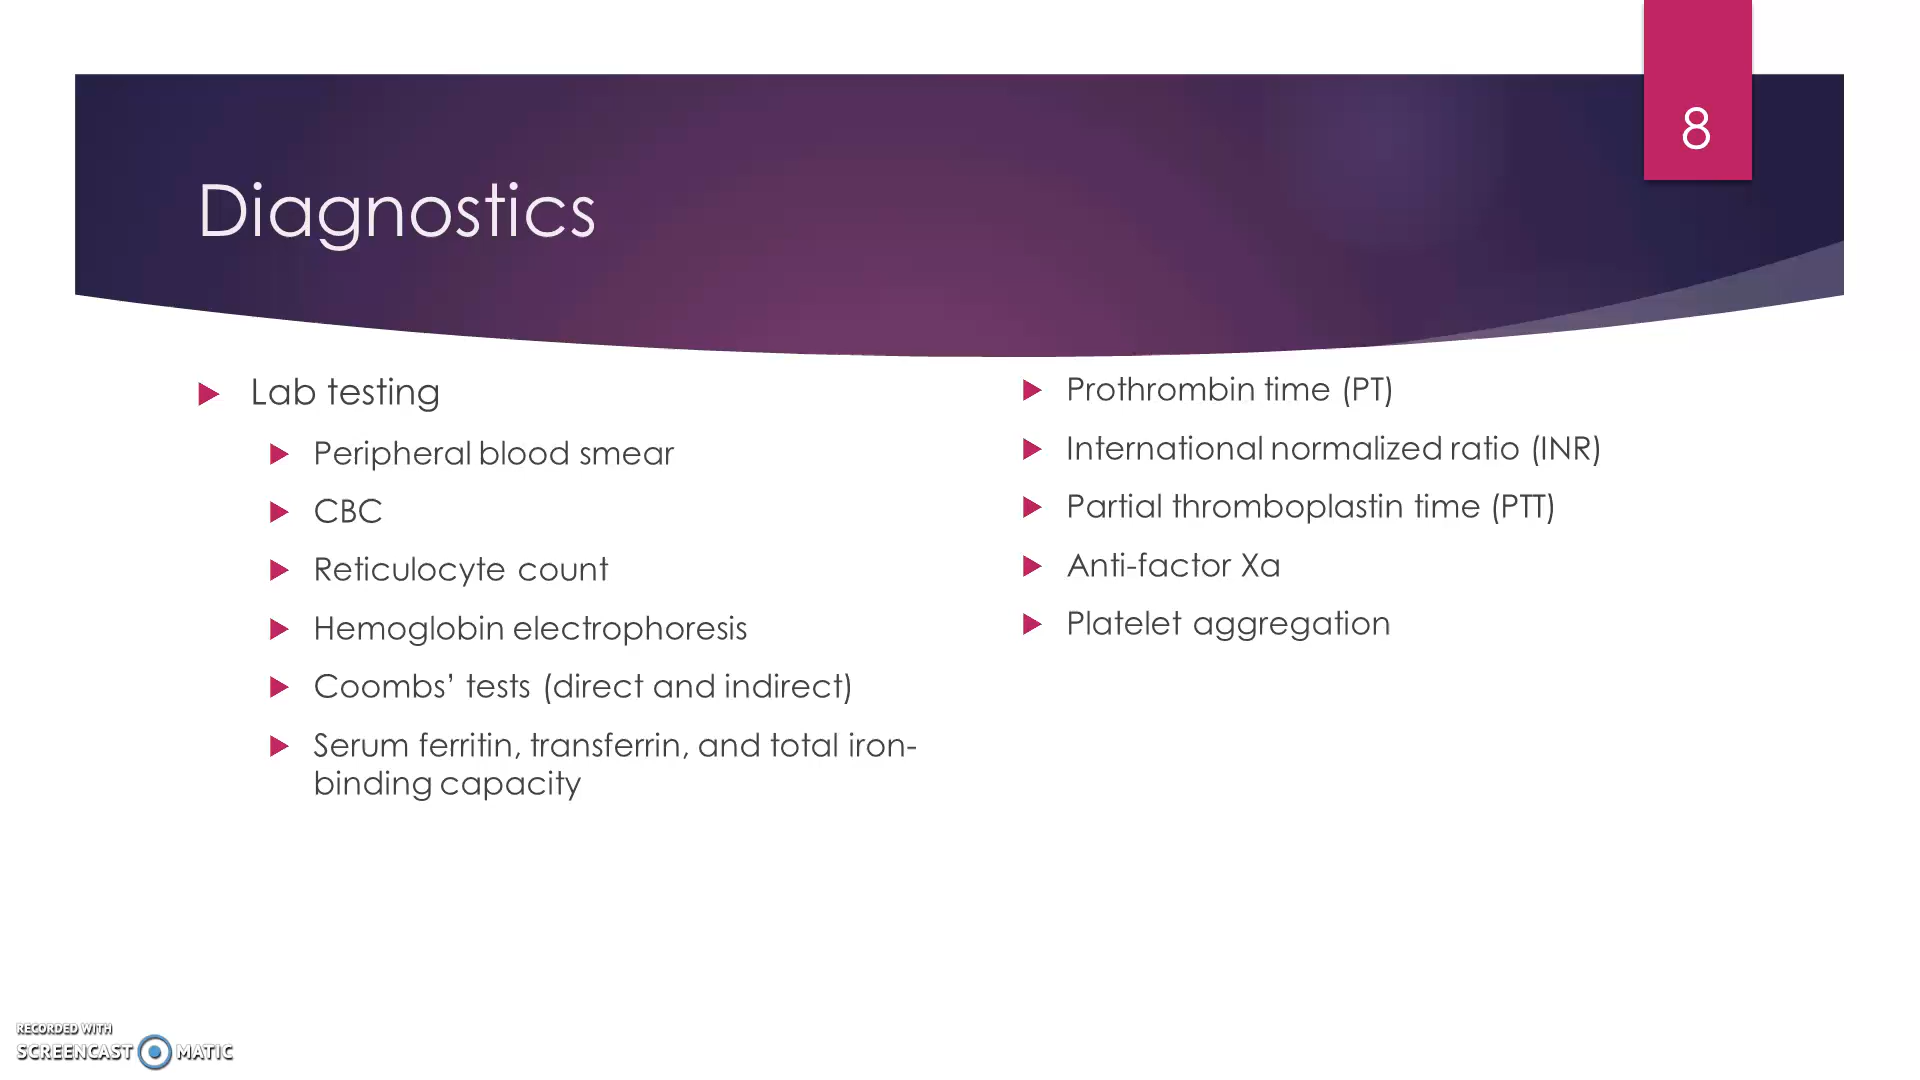 8
Diagnostics
Lab testing
Peripheral blood smear
CBC
Reticulocyte count
Hemoglobin electrophoresis
Coombs’ tests (direct and indirect)
Serum ferritin, transferrin, and total iron-
binding capacity
Prothrombin time (PT)
International normalized ratio (INR)
Partial thromboplastin time (PTT)
Anti-factor Xa
Platelet aggregation
RECORDED WITH
SCREENCAST MATIC